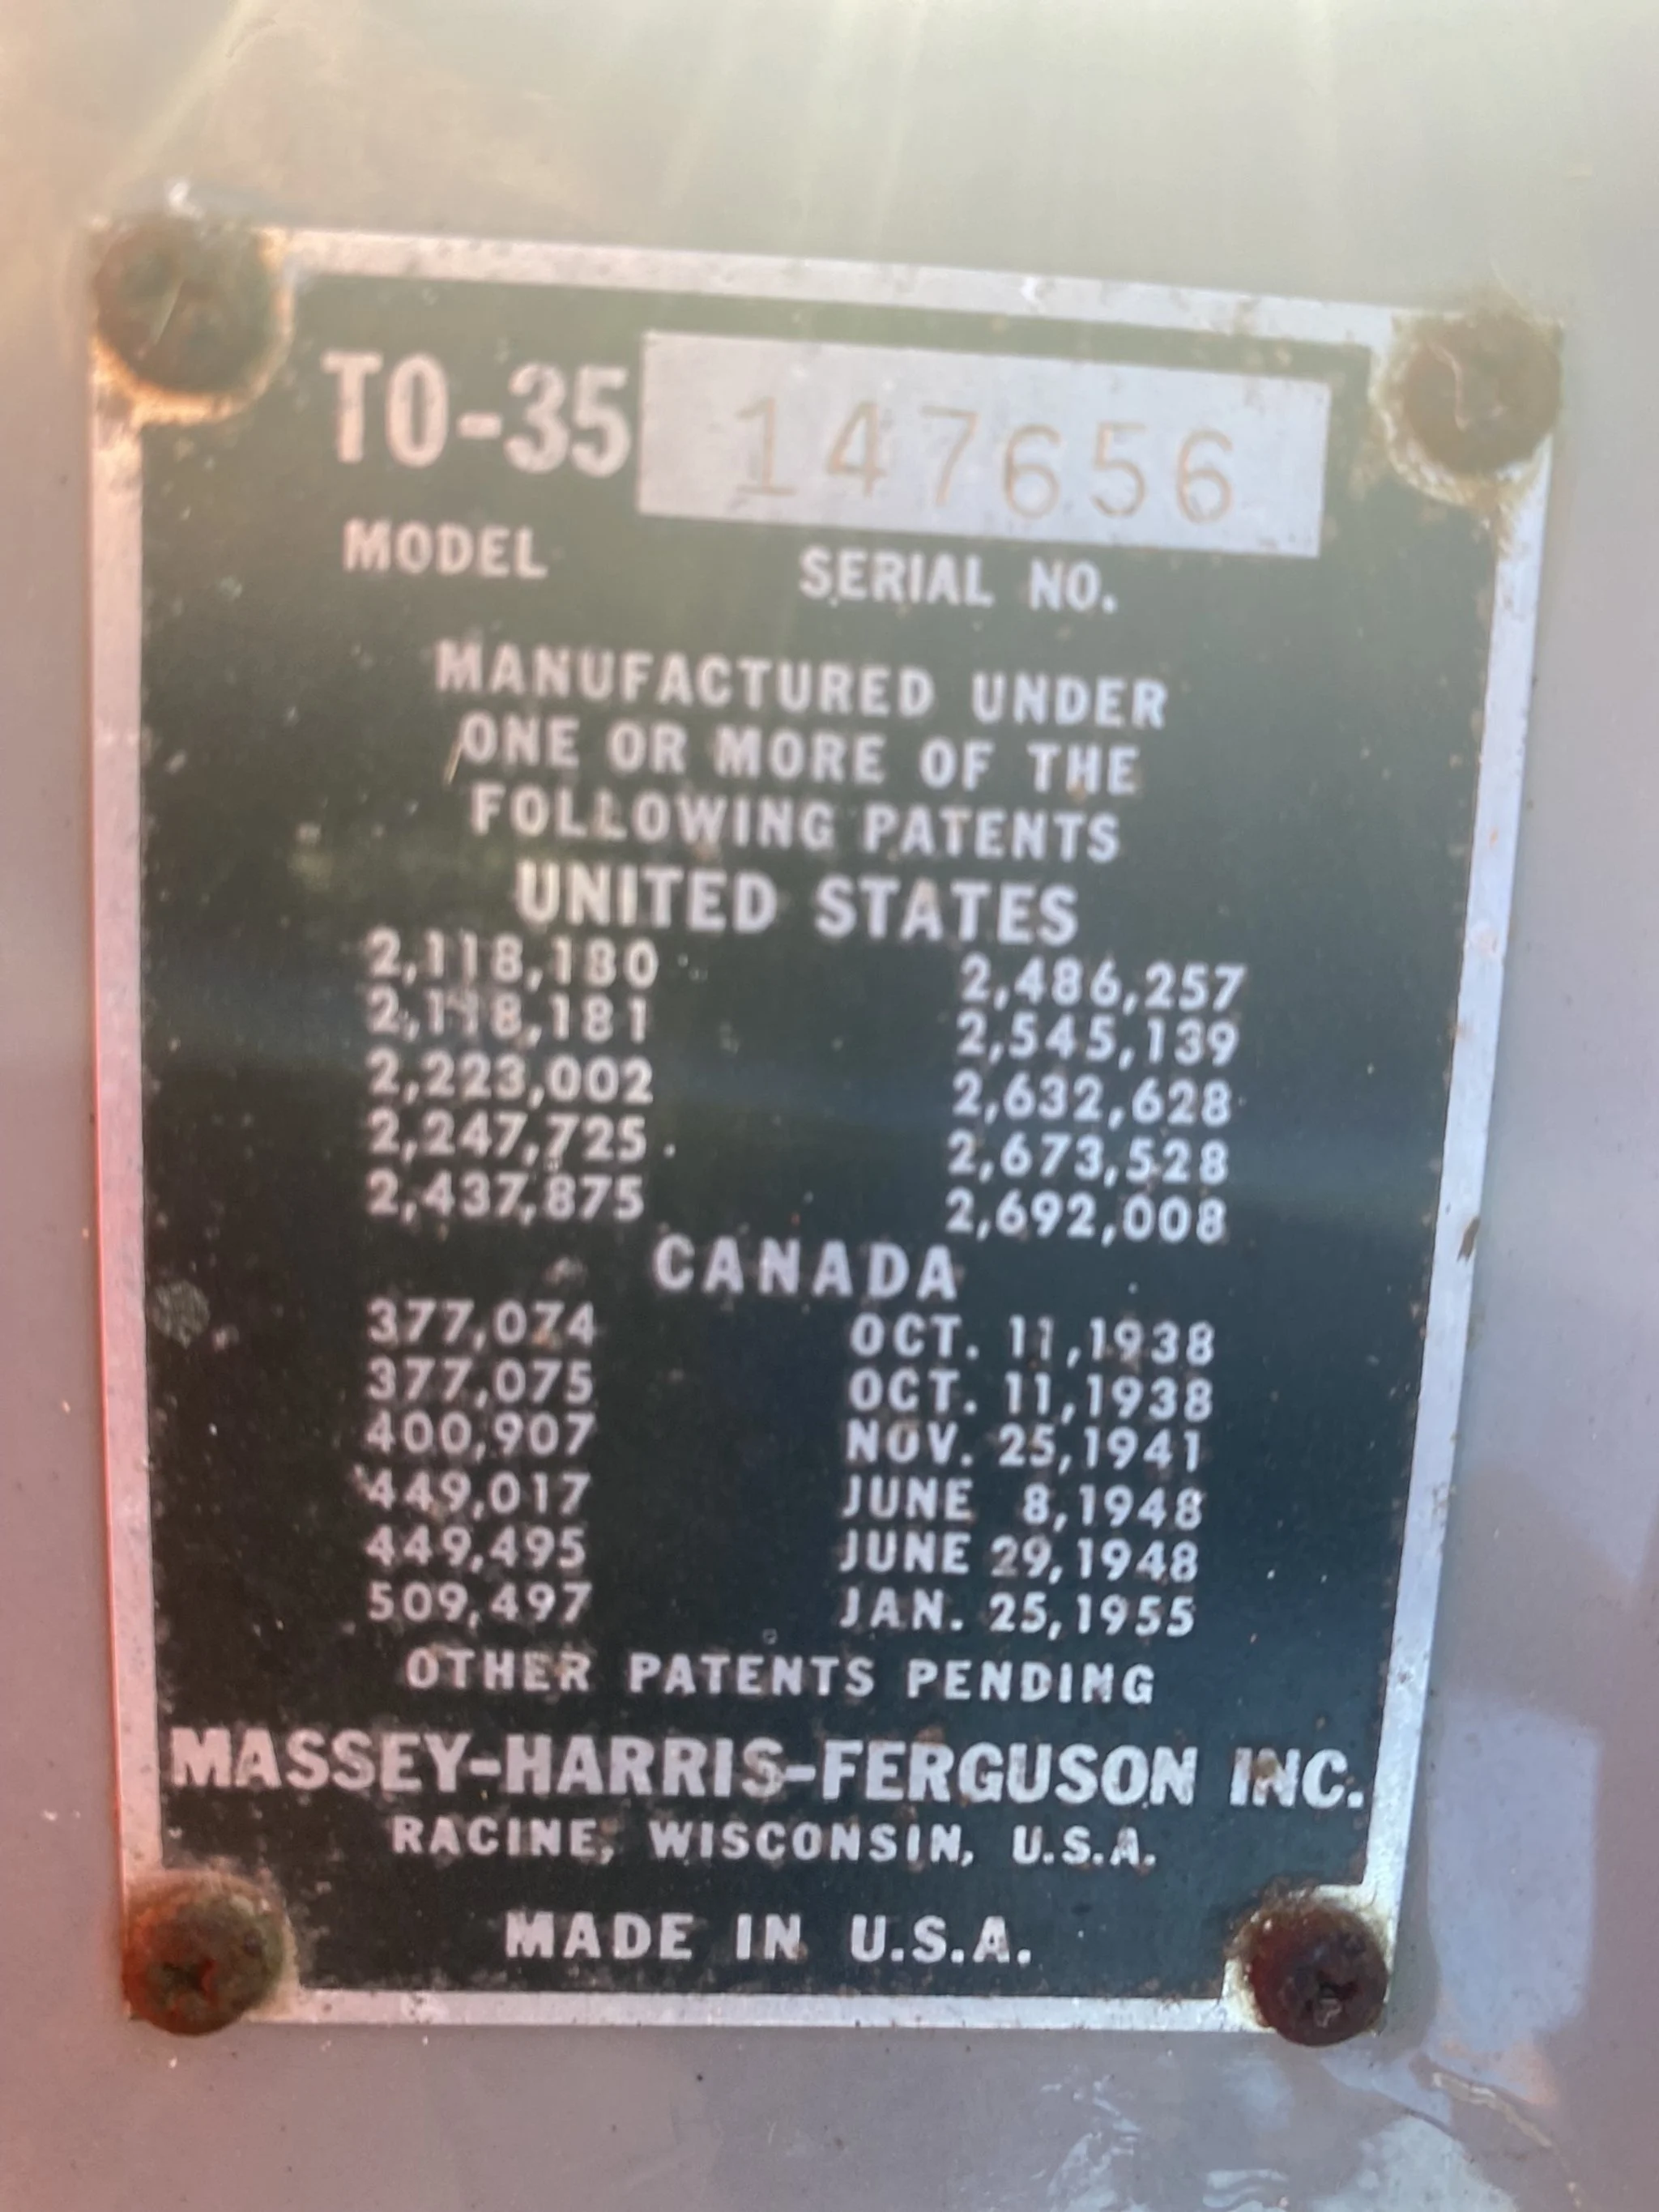 TO-35 147656
MODEL SERIAL NO.
MANUFACTURED UNDER
ONE OR MORE OF THE
FOLLOWING PATENTS
UNITED STATES
2,118,180 2,486,257
2,118,181 2,545,139
2,223,002 2,632,628
2,247,725 2,673,528
2,437,875 2,692,008
CANADA
377,074 OCT. 11,1938
377,075 OCT. 11,1938
400,907 NOV. 25,1941
449,017 JUNE 8,1948
449,495 JUNE 29,1948
509,497 JAN. 25,1955
OTHER PATENTS PENDING
MASSEY-HARRIS-FERGUSON INC.
RACINE, WISCONSIN, U.S.A.
MADE IN U.S.A.